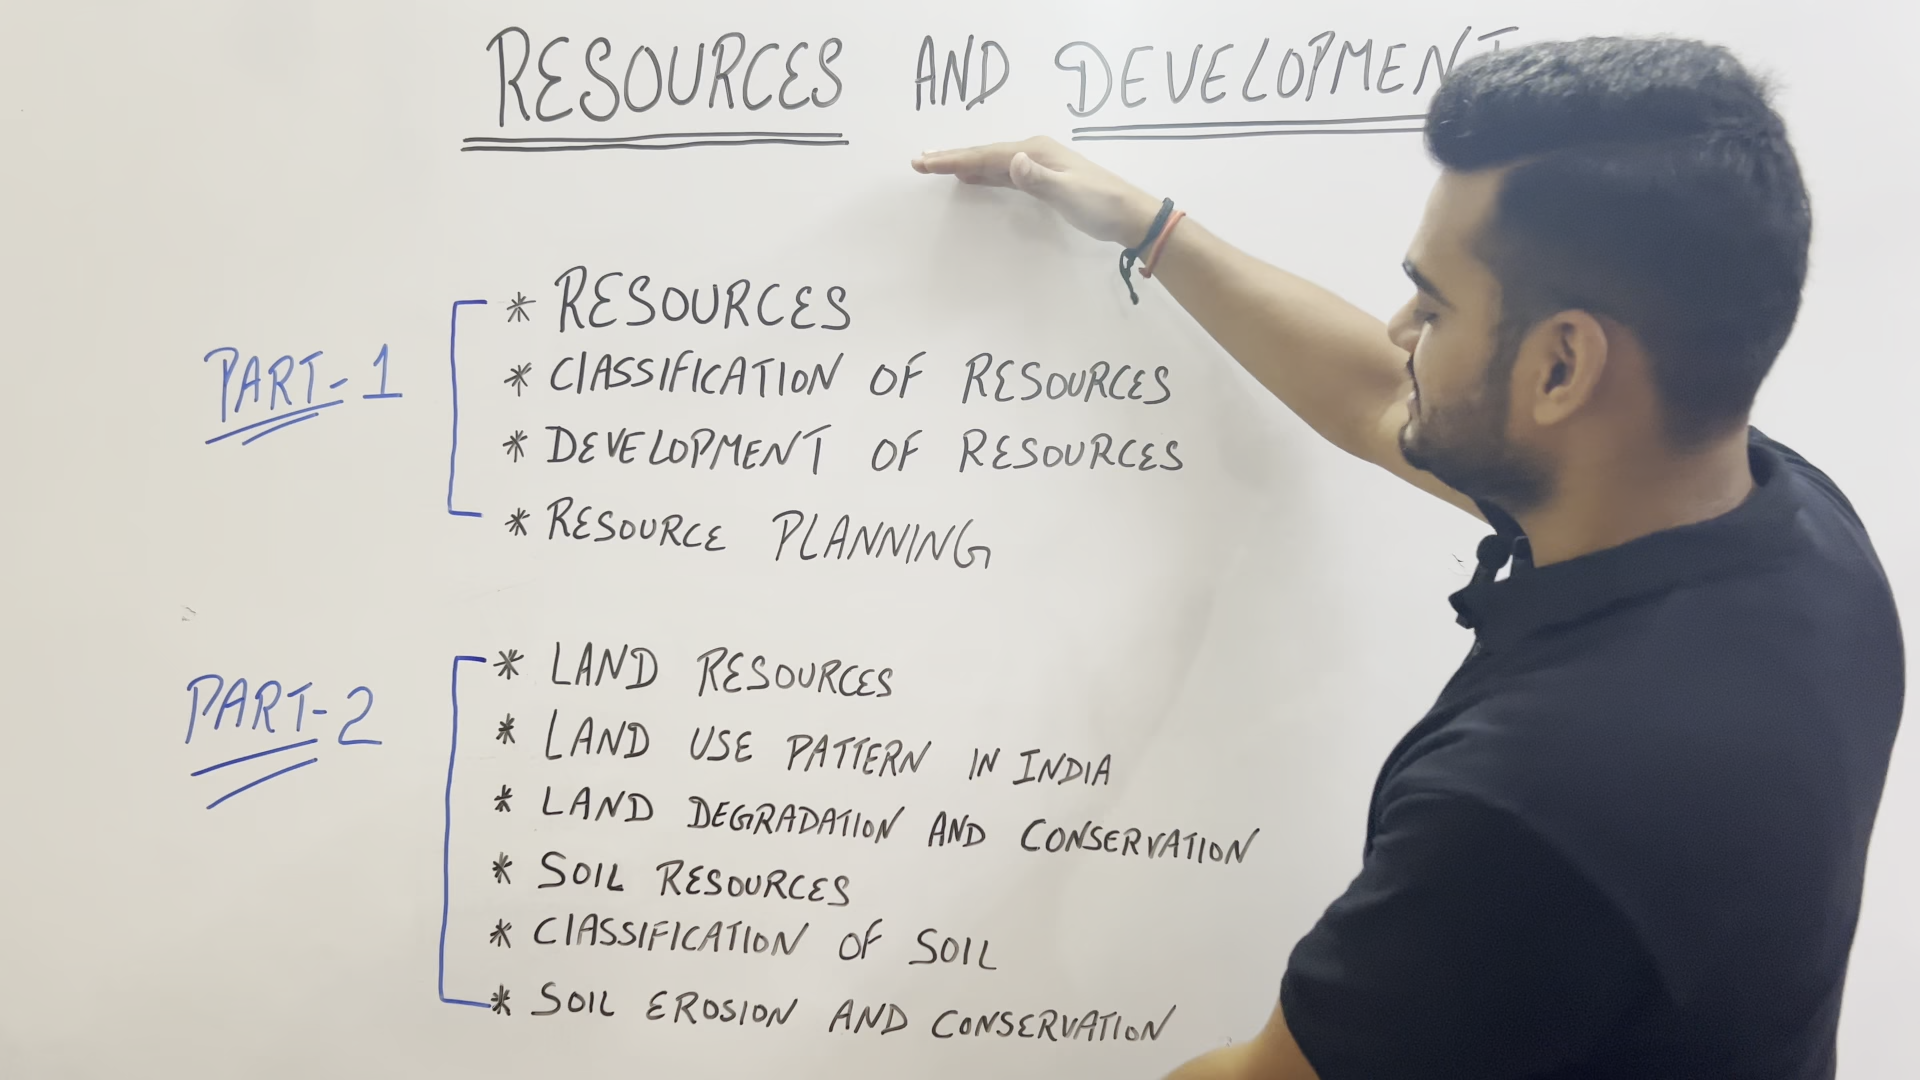 RESOURCES AND DEVELOPMENT
PART-1
* RESOURCES
* CLASSIFICATION OF RESOURCES
* DEVELOPMENT OF RESOURCES
* RESOURCE PLANNING
PART-2
* LAND RESOURCES
* LAND USE PATTERN IN INDIA
* LAND DEGRADATION AND CONSERVATION
* SOIL RESOURCES
* CLASSIFICATION OF SOIL
* SOIL EROSION AND CONSERVATION